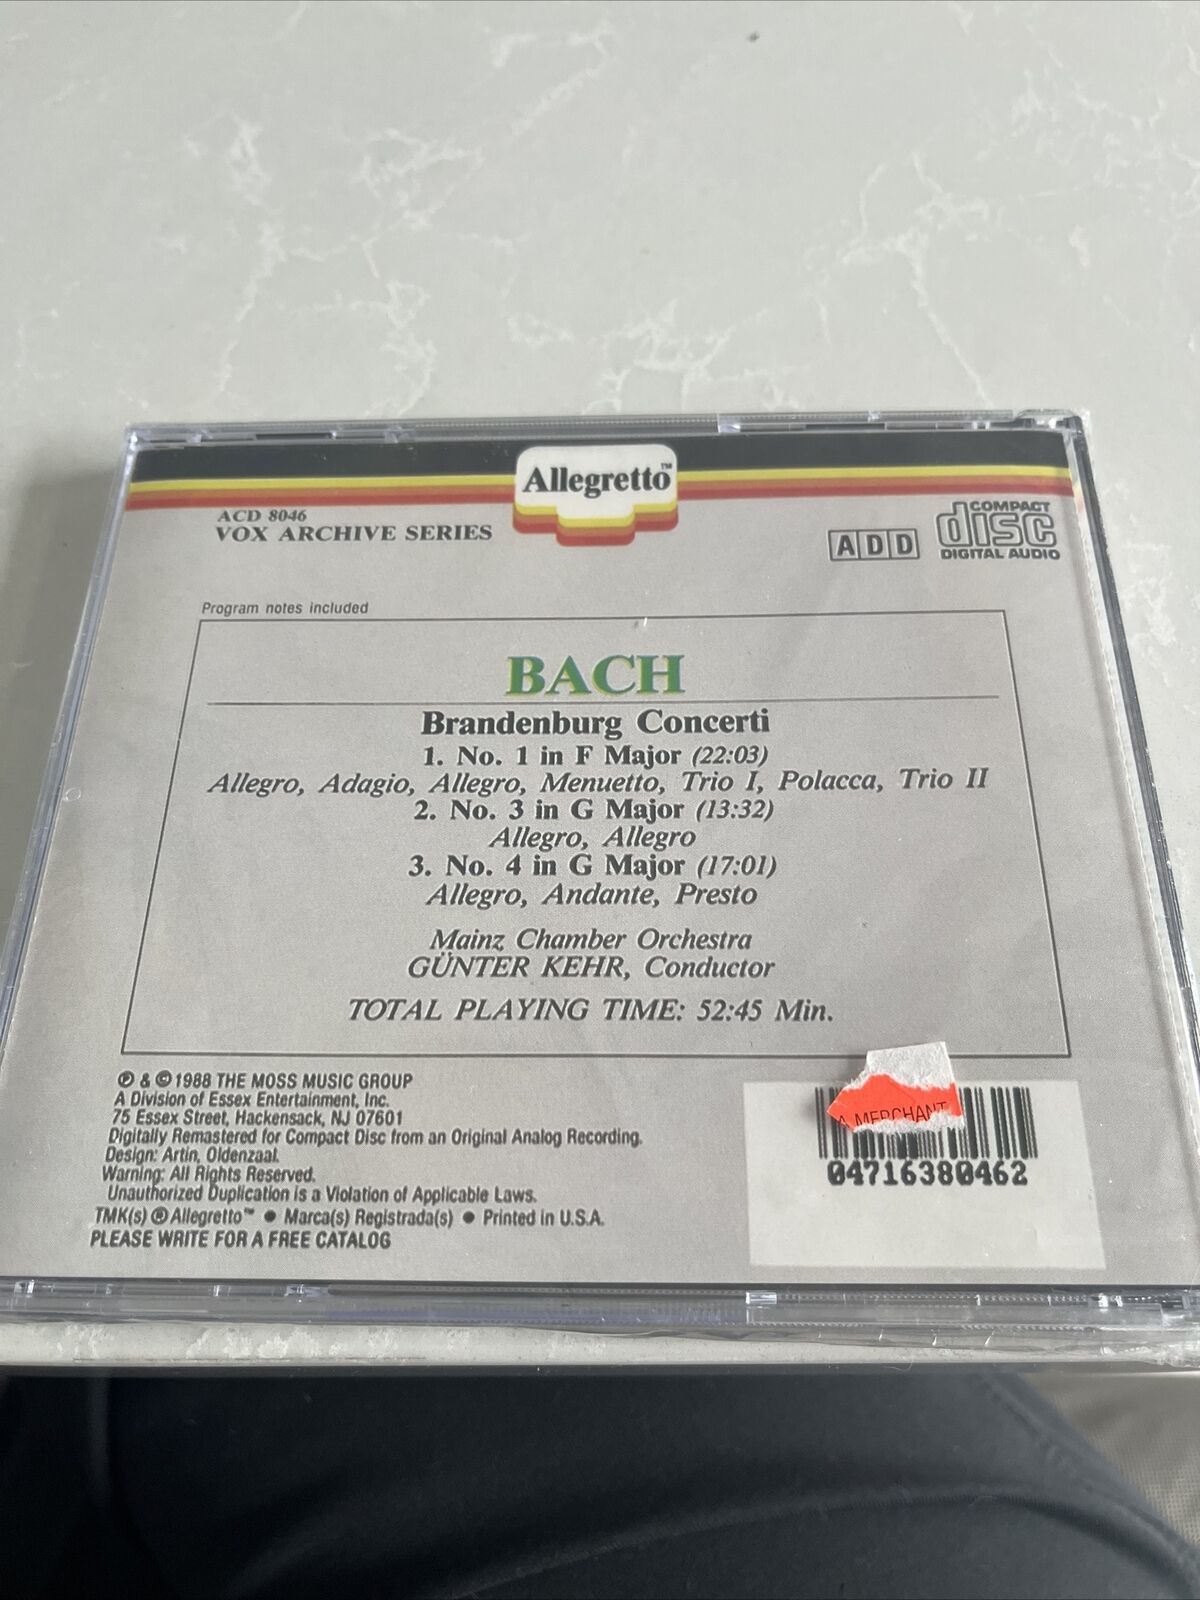 Allegretto™
ACD 8046
VOX ARCHIVE SERIES
ADD
COMPACT
disc
DIGITAL AUDIO
Program notes included
BACH
Brandenburg Concerti
1. No. 1 in F Major (22:03)
Allegro, Adagio, Allegro, Menuetto, Trio I, Polacca, Trio II
2. No. 3 in G Major (13:32)
Allegro, Allegro
3. No. 4 in G Major (17:01)
Allegro, Andante, Presto
Mainz Chamber Orchestra
GÜNTER KEHR, Conductor
TOTAL PLAYING TIME: 52:45 Min.
℗ & © 1988 THE MOSS MUSIC GROUP
A Division of Essex Entertainment, Inc.
75 Essex Street, Hackensack, NJ 07601
Digitally Remastered for Compact Disc from an Original Analog Recording.
Design: Artin, Oldenzaal.
Warning: All Rights Reserved.
Unauthorized Duplication is a Violation of Applicable Laws.
TMK(s) ® Allegretto™ ● Marca(s) Registrada(s) ● Printed in U.S.A.
PLEASE WRITE FOR A FREE CATALOG
A MERCHANT
04716380462